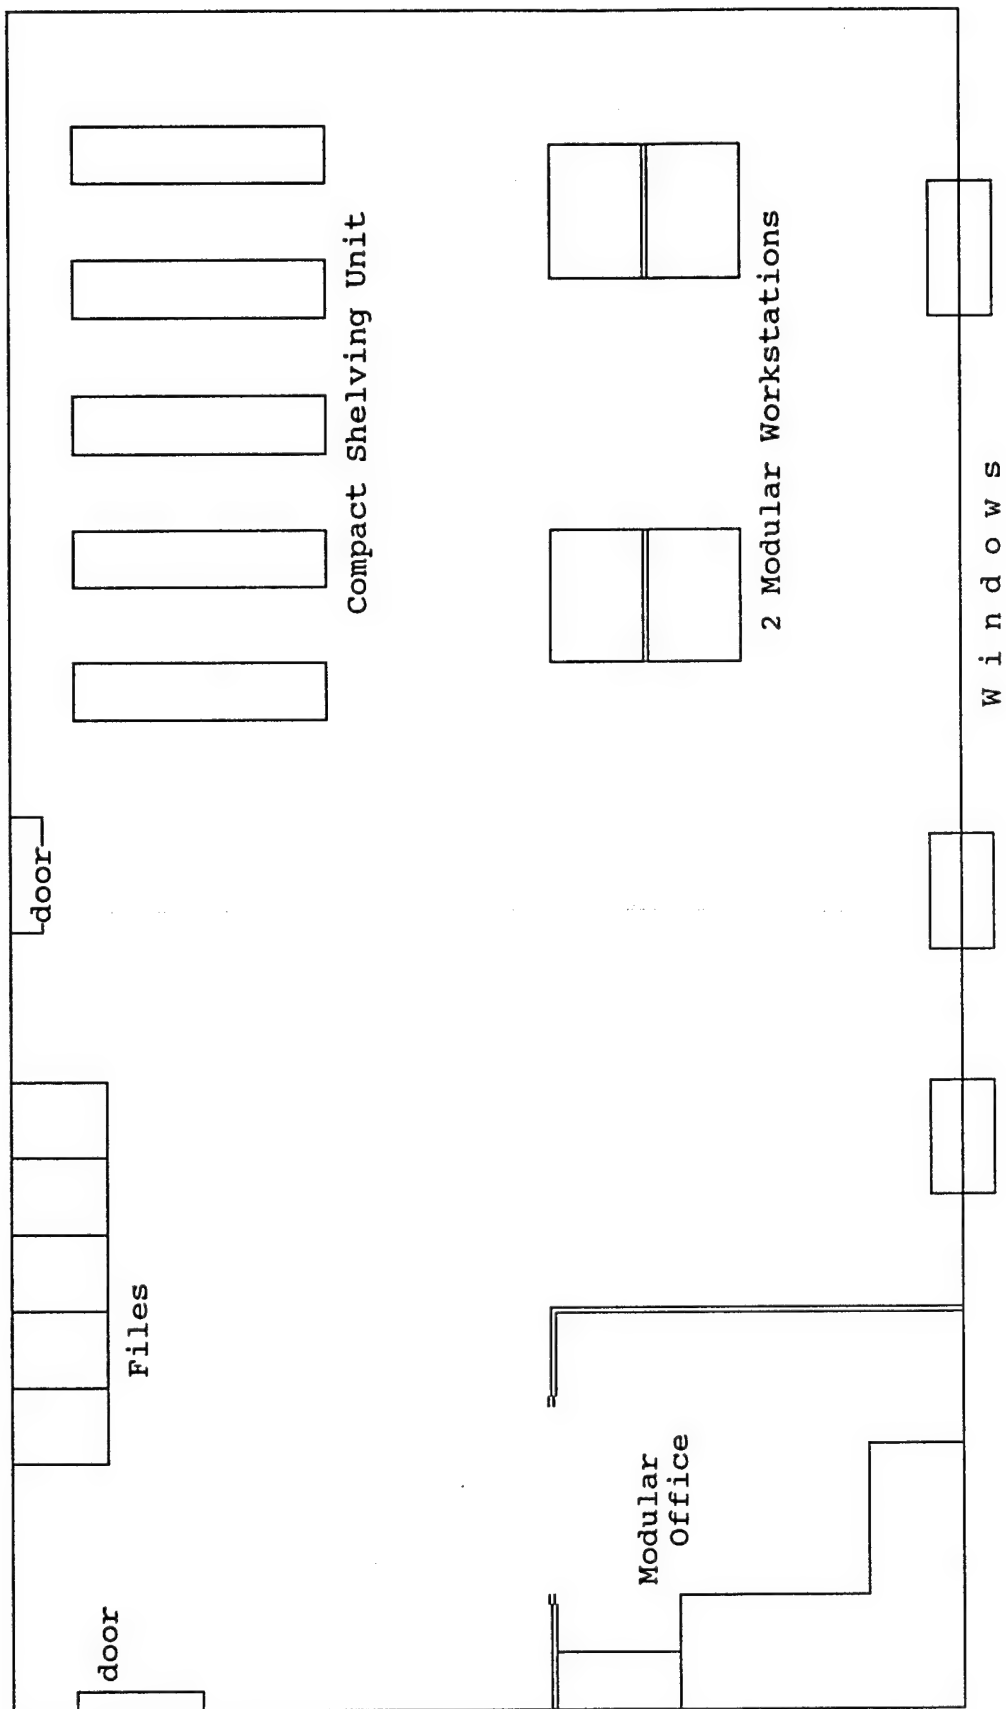 door
Files
door
Compact Shelving Unit
Modular
Office
2 Modular Workstations
Windows